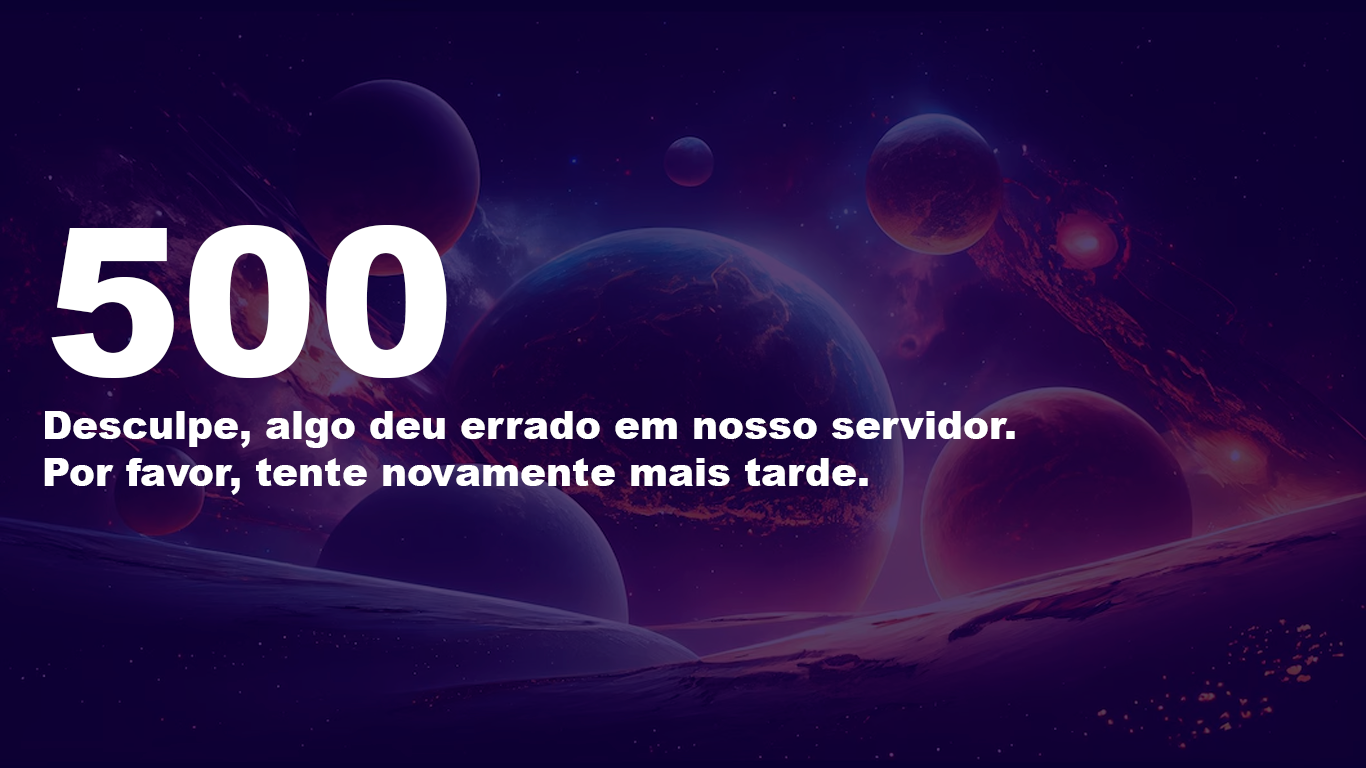 500
Desculpe, algo deu errado em nosso servidor.
Por favor, tente novamente mais tarde.